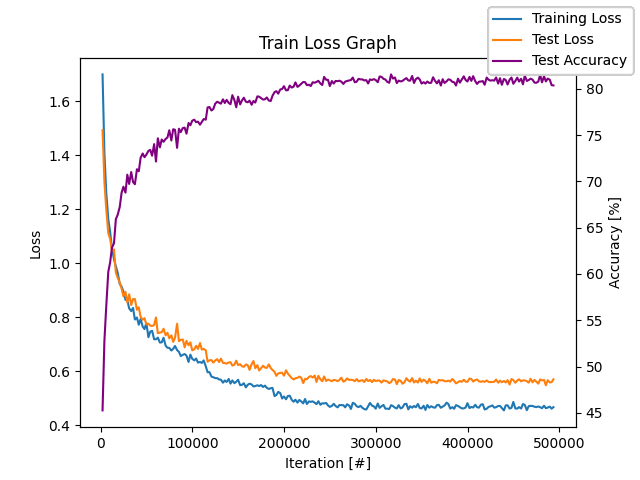 Train Loss Graph
Training Loss
Test Loss
Test Accuracy
Loss
1.6
1.4
1.2
1.0
0.8
0.6
0.4
Accuracy [%]
80
75
70
65
60
55
50
45
0 100000 200000 300000 400000 500000
Iteration [#]